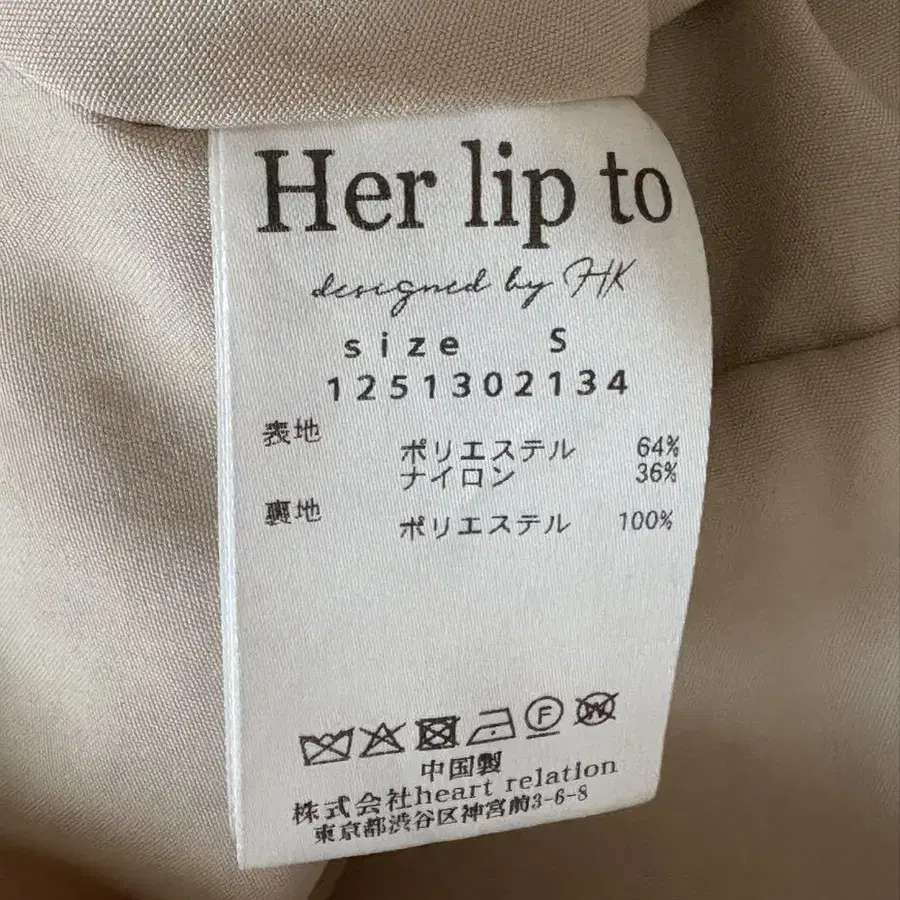 Her lip to
designed by HK
size S
1251302134
表地
ポリエステル 64%
ナイロン 36%
裏地
ポリエステル 100%
F
W
中国製
株式会社heart relation
東京都渋谷区神宮前3-6-8